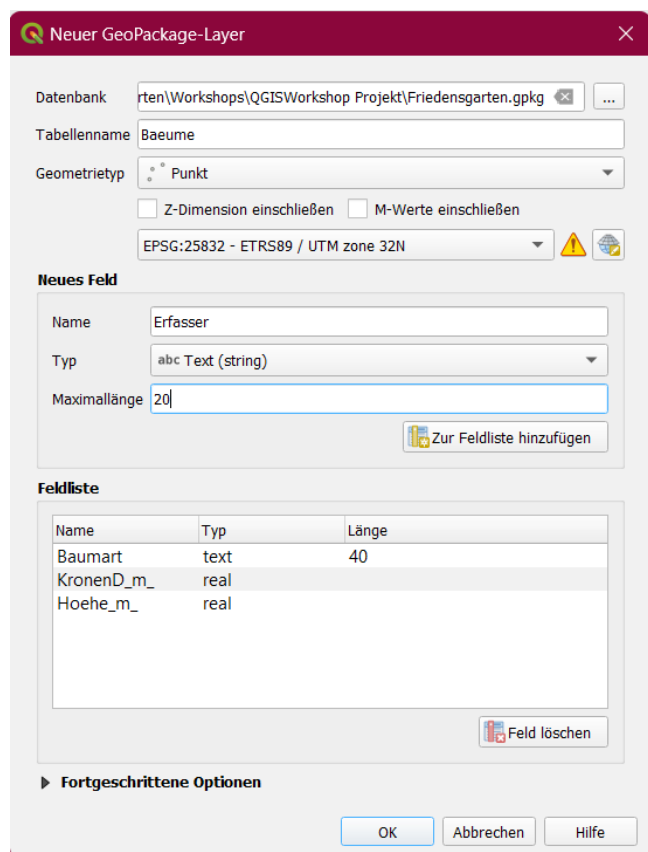 Neuer GeoPackage-Layer
Datenbank rten\Workshops\QGISWorkshop Projekt\Friedensgarten.gpkg ...
Tabellenname Baeume
Geometrietyp Punkt
Z-Dimension einschließen M-Werte einschließen
EPSG:25832 - ETRS89 / UTM zone 32N
Neues Feld
Name Erfasser
Typ abc Text (string)
Maximallänge 20
Zur Feldliste hinzufügen
Feldliste
Name Typ Länge
Baumart text 40
KronenD_m_ real
Hoehe_m_ real
Feld löschen
Fortgeschrittene Optionen
OK Abbrechen Hilfe